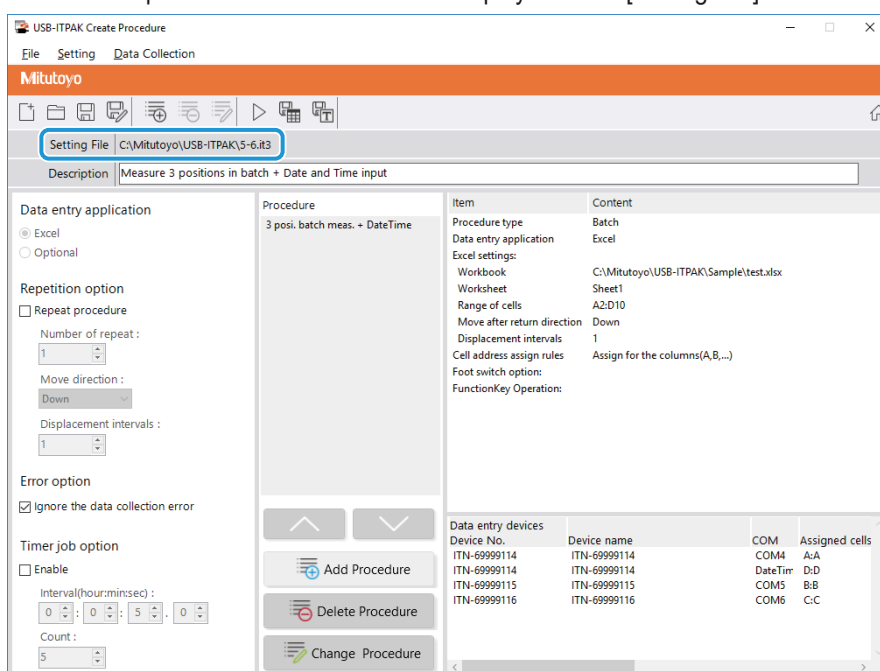 USB-ITPAK Create Procedure
File Setting Data Collection
Mitutoyo
Setting File C:\Mitutoyo\USB-ITPAK\5-6.it3
Description Measure 3 positions in batch + Date and Time input
Data entry application
Excel
Optional
Repetition option
Repeat procedure
Number of repeat :
1
Move direction :
Down
Displacement intervals :
1
Error option
Ignore the data collection error
Timer job option
Enable
Interval(hour:min:sec) :
0 : 0 : 5 . 0
Count :
5
Procedure
3 posi. batch meas. + DateTime
Add Procedure
Delete Procedure
Change Procedure
Item Content
Procedure type Batch
Data entry application Excel
Excel settings:
Workbook C:\Mitutoyo\USB-ITPAK\Sample\test.xlsx
Worksheet Sheet1
Range of cells A2:D10
Move after return direction Down
Displacement intervals 1
Cell address assign rules Assign for the columns(A,B,...)
Foot switch option:
FunctionKey Operation:
Data entry devices
Device No. Device name COM Assigned cells
ITN-69999114 ITN-69999114 COM4 A:A
ITN-69999114 ITN-69999114 DateTim D:D
ITN-69999115 ITN-69999115 COM5 B:B
ITN-69999116 ITN-69999116 COM6 C:C